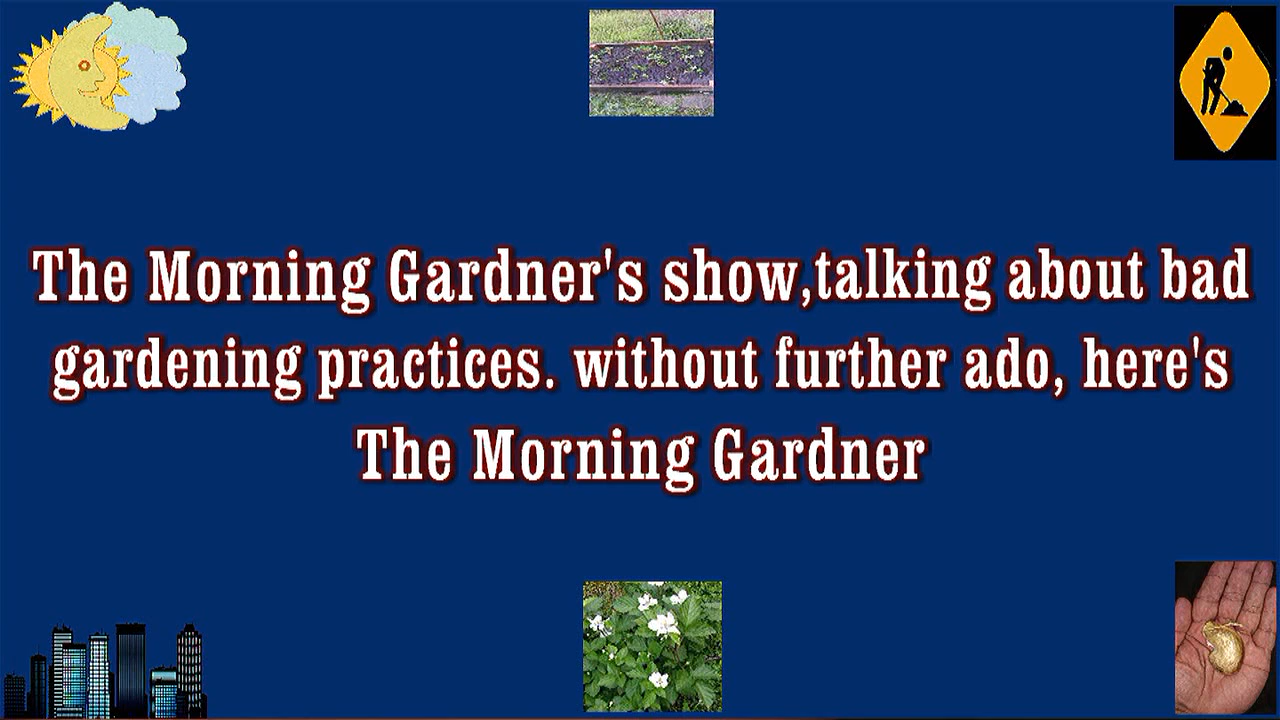 The Morning Gardner's show,talking about bad
gardening practices. without further ado, here's
The Morning Gardner